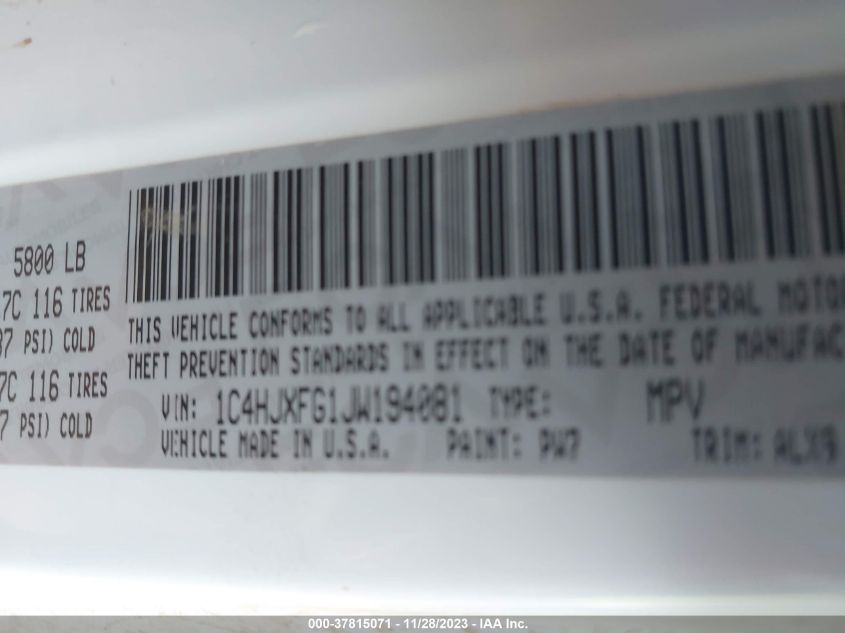 5800 LB
7C 116 TIRES
37 PSI) COLD
7C 116 TIRES
7 PSI) COLD
THIS VEHICLE CONFORMS TO ALL APPLICABLE U.S.A. FEDERAL MOTOR
THEFT PREVENTION STANDARDS IN EFFECT ON THE DATE OF MANUFAC
VIN: 1C4HJXFG1JW194081 TYPE: MPV
VEHICLE MADE IN U.S.A. PAINT: PW7 TRIM: ALX9
000-37815071 - 11/28/2023 - IAA Inc.